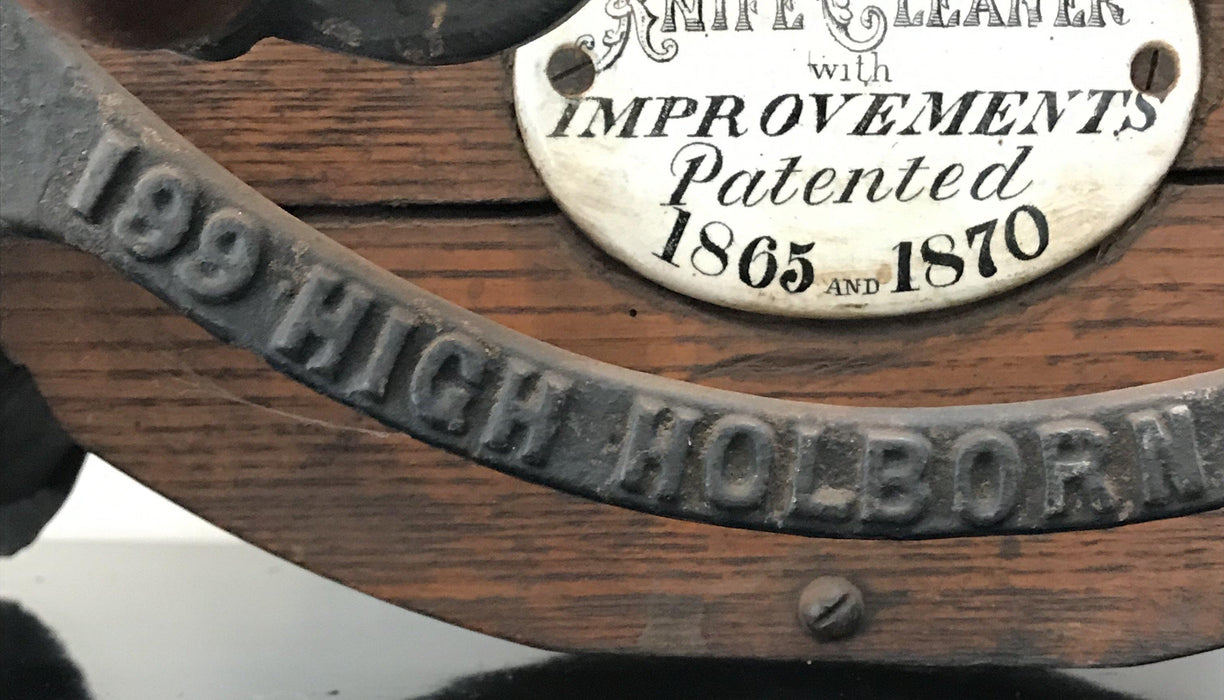 KNIFE CLEANER
with
IMPROVEMENTS
Patented
1865 AND 1870
199 HIGH HOLBORN